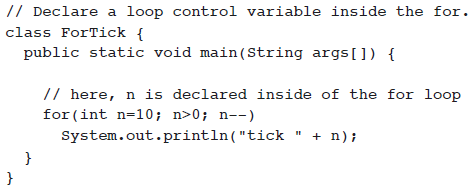 // Declare a loop control variable inside the for.
class ForTick {
  public static void main(String args[]) {
    // here, n is declared inside of the for loop
    for(int n=10; n>0; n--)
      System.out.println("tick " + n);
  }
}